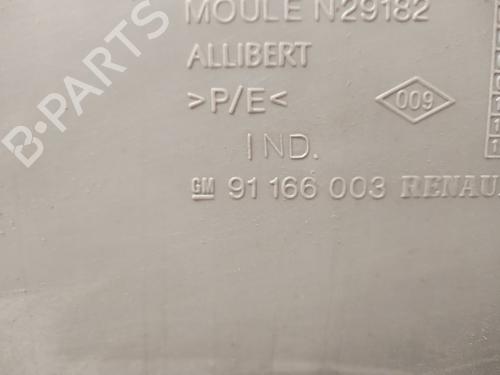 MOULE N29182
ALLIBERT
>P/E<
009
IND.
GM 91 166 003 RENAU
B-PARTS